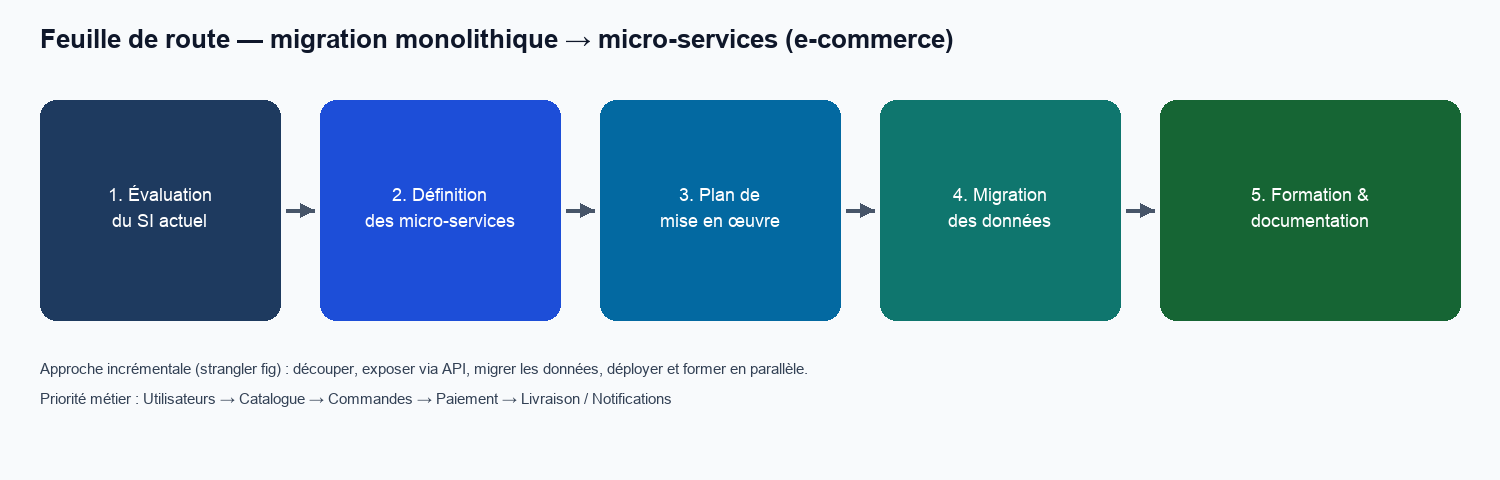 Feuille de route — migration monolithique → micro-services (e-commerce)
1. Évaluation
du SI actuel
2. Définition
des micro-services
3. Plan de
mise en œuvre
4. Migration
des données
5. Formation &
documentation
Approche incrémentale (strangler fig) : découper, exposer via API, migrer les données, déployer et former en parallèle.
Priorité métier : Utilisateurs → Catalogue → Commandes → Paiement → Livraison / Notifications